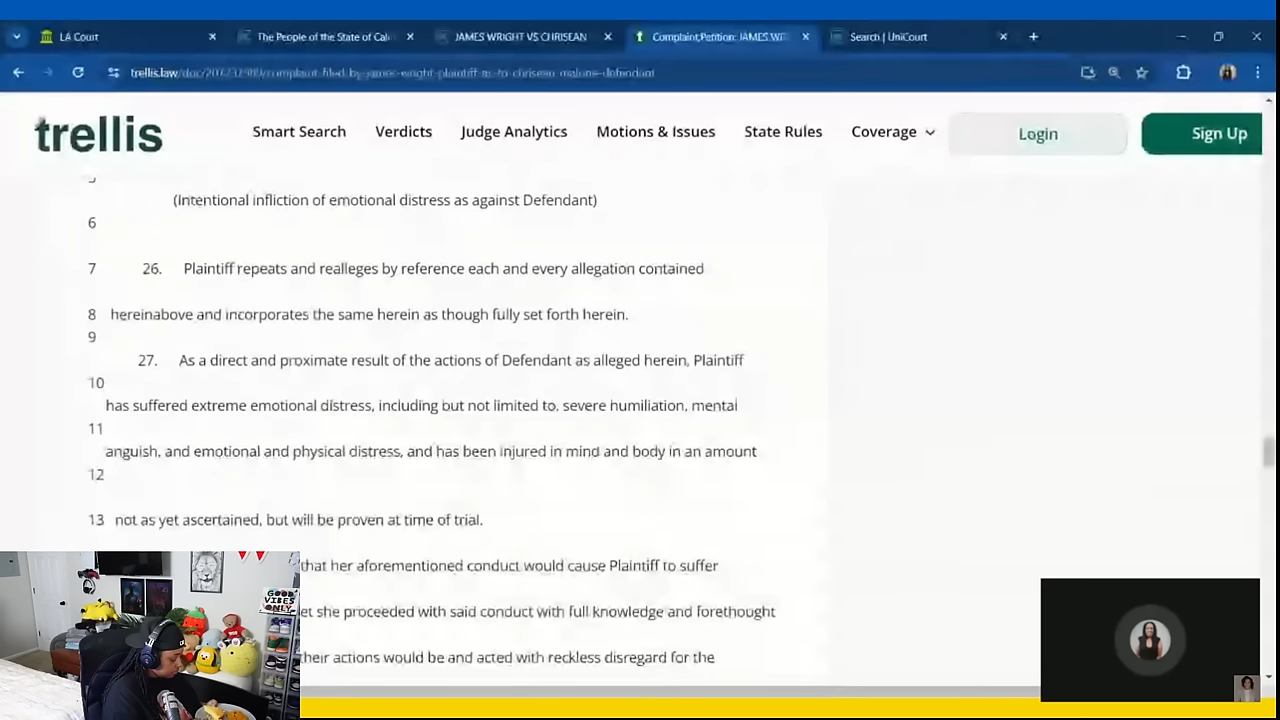 LA Court
The People of the State of Cal
JAMES WRIGHT VS CHRISEAN
Complaint,Petition: JAMES WR
Search | UniCourt
trellis
Smart Search
Verdicts
Judge Analytics
Motions & Issues
State Rules
Coverage
Login
Sign Up
(Intentional infliction of emotional distress as against Defendant)
6
7 26. Plaintiff repeats and realleges by reference each and every allegation contained
8 hereinabove and incorporates the same herein as though fully set forth herein.
9
27. As a direct and proximate result of the actions of Defendant as alleged herein, Plaintiff
10
has suffered extreme emotional distress, including but not limited to, severe humiliation, mental
11
anguish, and emotional and physical distress, and has been injured in mind and body in an amount
12
13 not as yet ascertained, but will be proven at time of trial.
that her aforementioned conduct would cause Plaintiff to suffer
et she proceeded with said conduct with full knowledge and forethought
their actions would be and acted with reckless disregard for the
GOOD
VIBES
ONLY